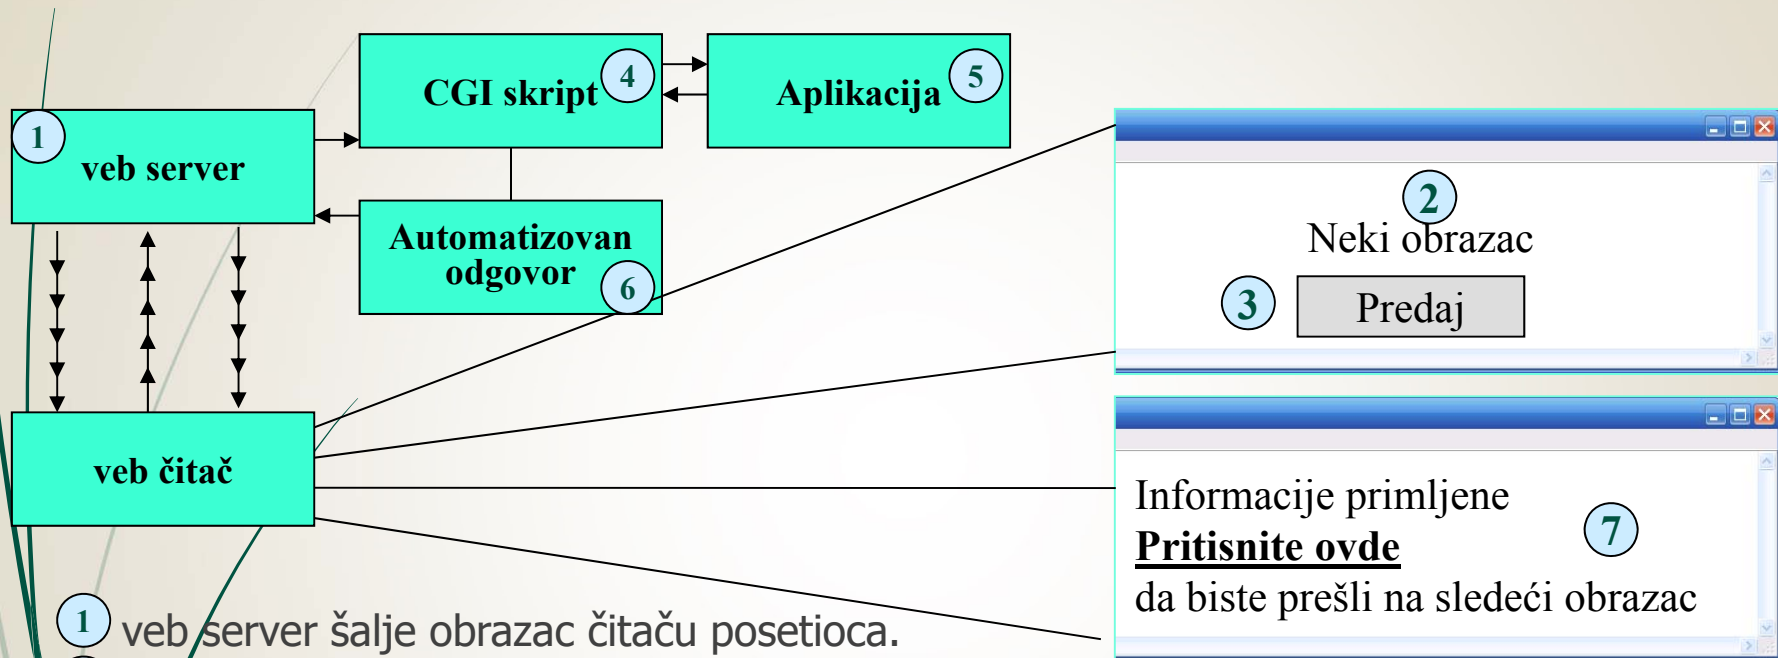 CGI skript
4
Aplikacija
5
1
veb server
Automatizovan
odgovor
6
2
Neki obrazac
3
Predaj
veb čitač
Informacije primljene
Pritisnite ovde
da biste prešli na sledeći obrazac
7
1 veb server šalje obrazac čitaču posetioca.